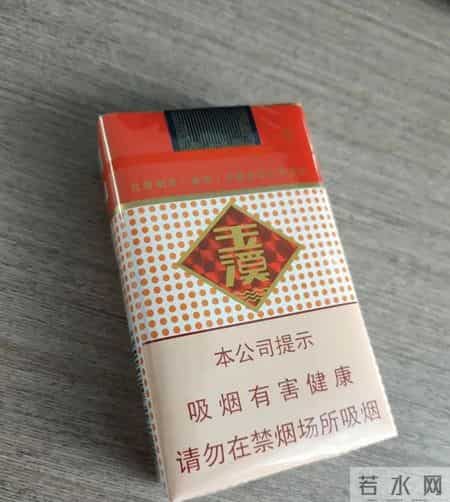 玉溪
本公司提示
吸烟有害健康
请勿在禁烟场所吸烟
若水网